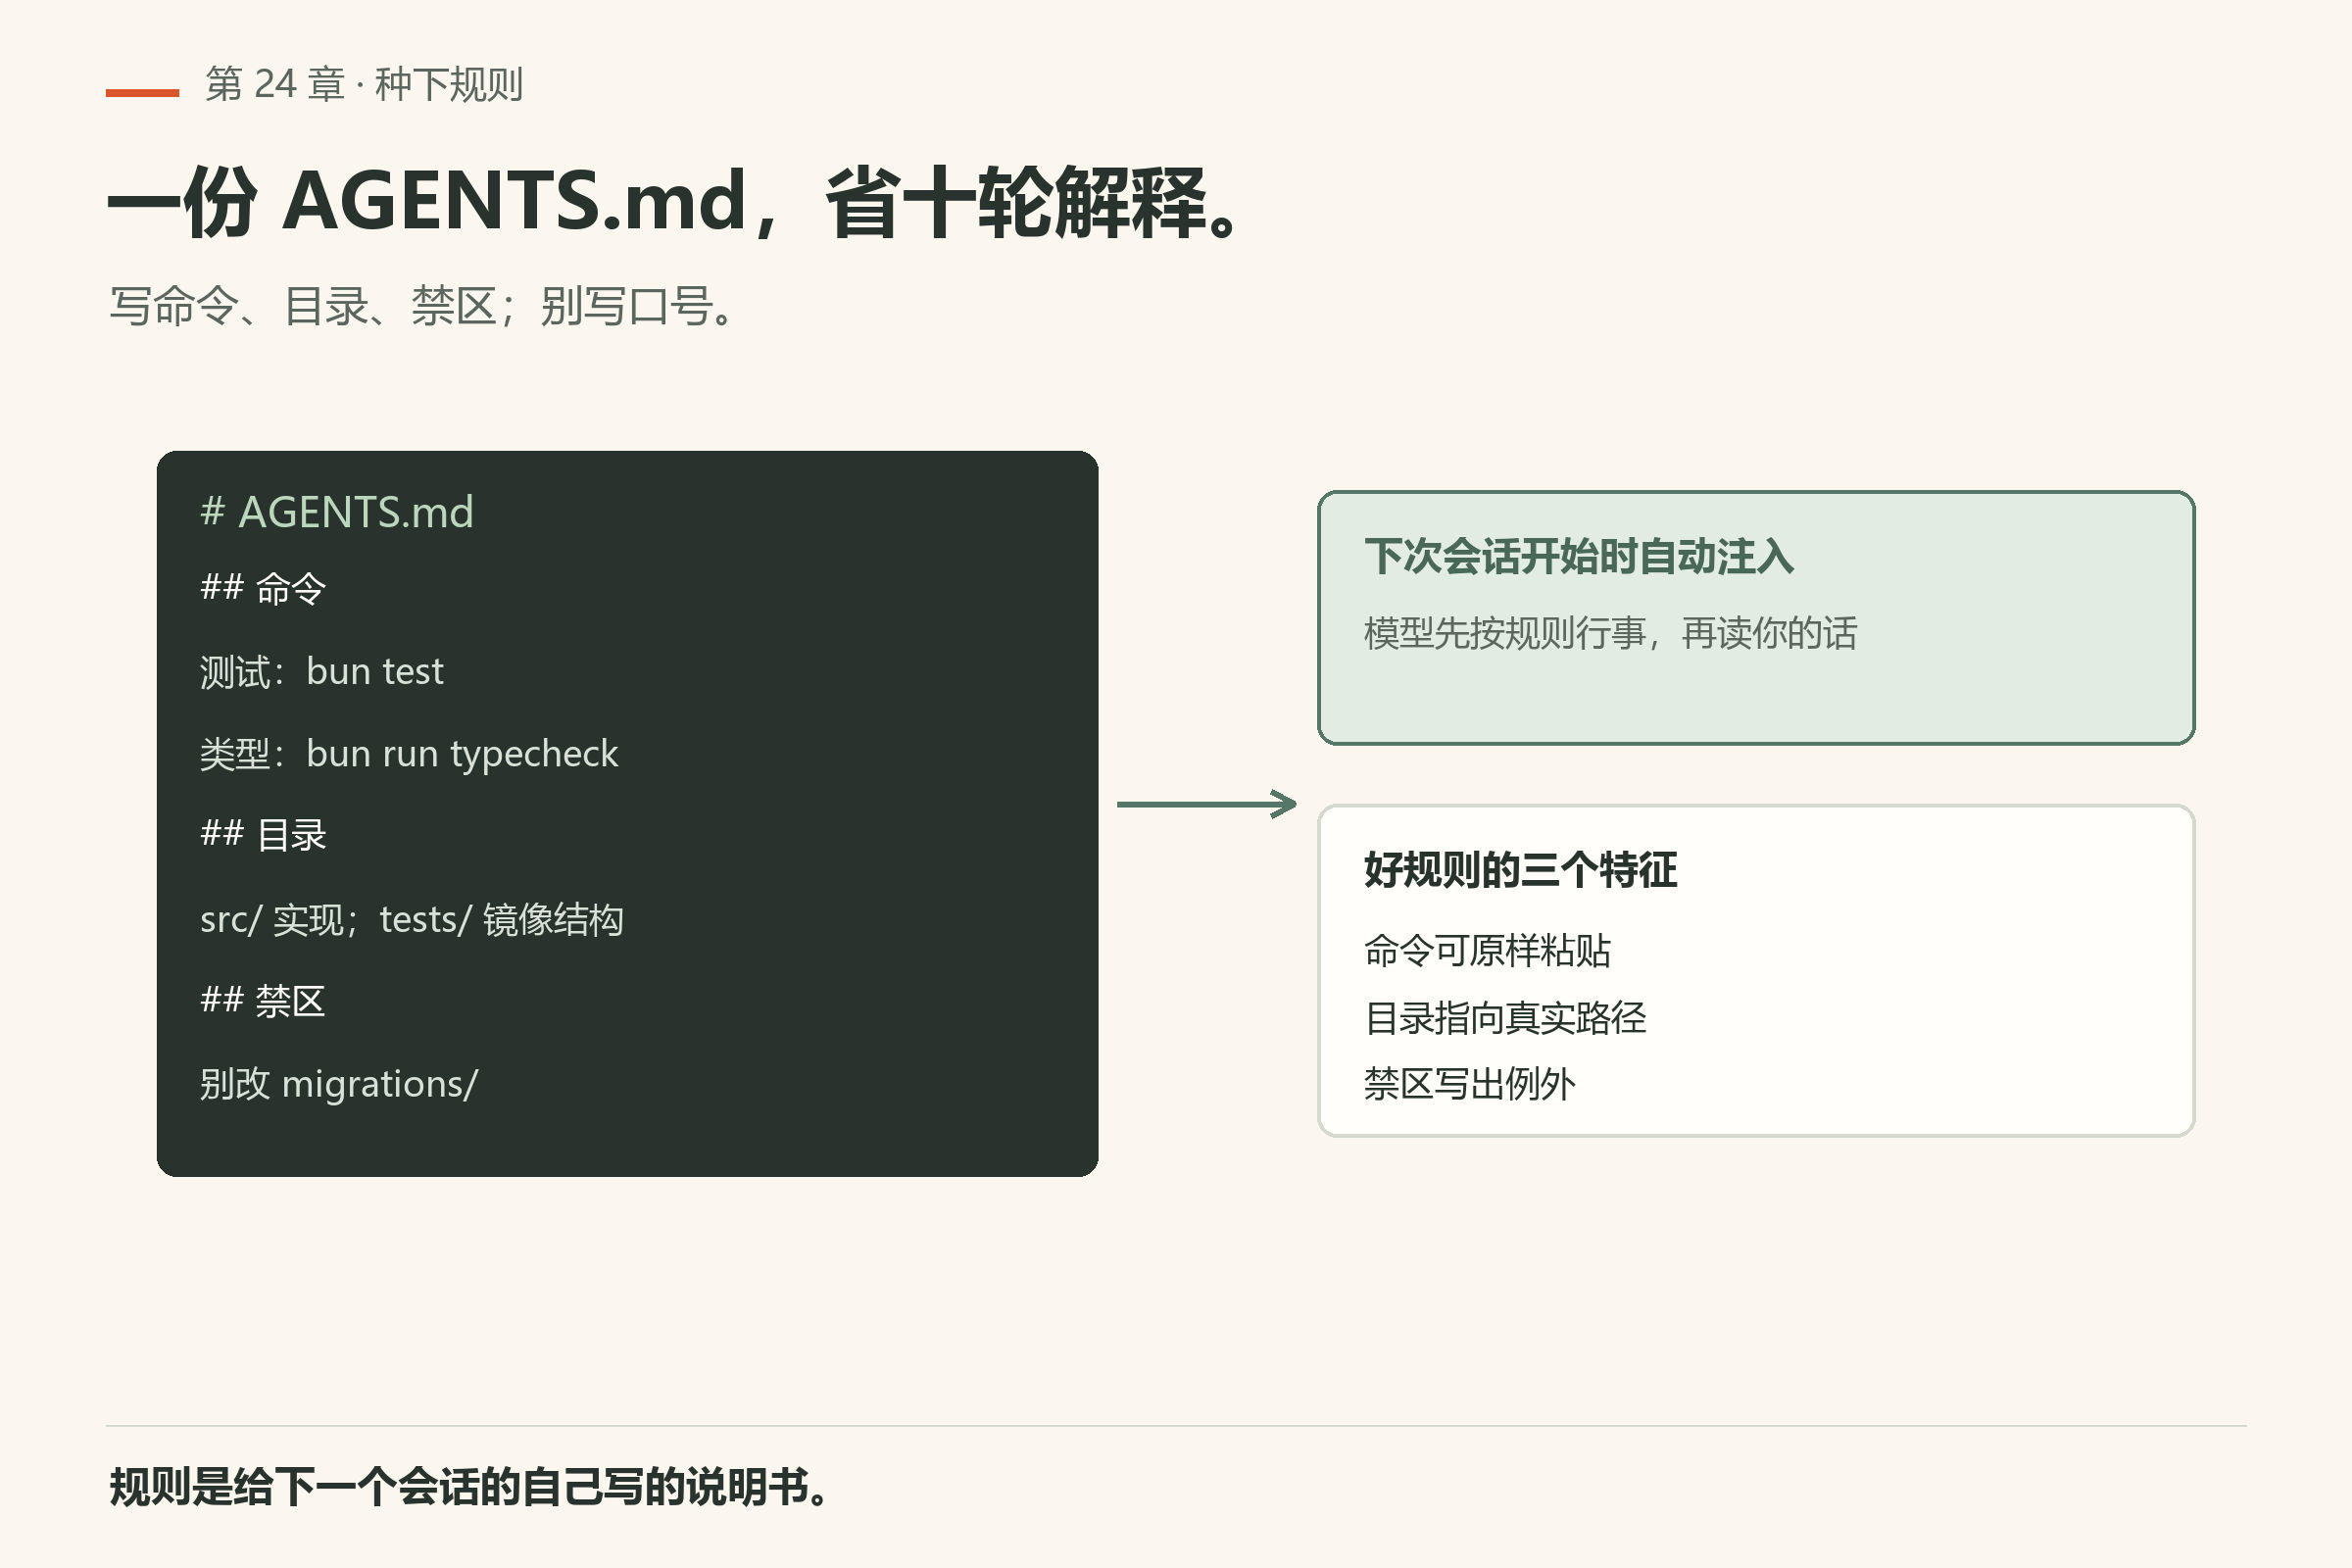 第 24 章 · 种下规则
一份 AGENTS.md，省十轮解释。
写命令、目录、禁区；别写口号。
# AGENTS.md
## 命令
测试：bun test
类型：bun run typecheck
## 目录
src/ 实现；tests/ 镜像结构
## 禁区
别改 migrations/
下次会话开始时自动注入
模型先按规则行事，再读你的话
好规则的三个特征
命令可原样粘贴
目录指向真实路径
禁区写出例外
规则是给下一个会话的自己写的说明书。